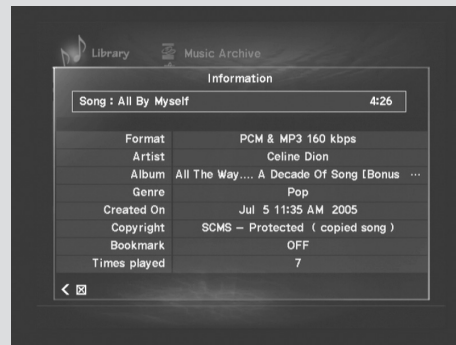 Library Music Archive
Information
Song : All By Myself 4:26
Format PCM & MP3 160 kbps
Artist Celine Dion
Album All The Way.... A Decade Of Song [Bonus ...
Genre Pop
Created On Jul 5 11:35 AM 2005
Copyright SCMS – Protected ( copied song )
Bookmark OFF
Times played 7